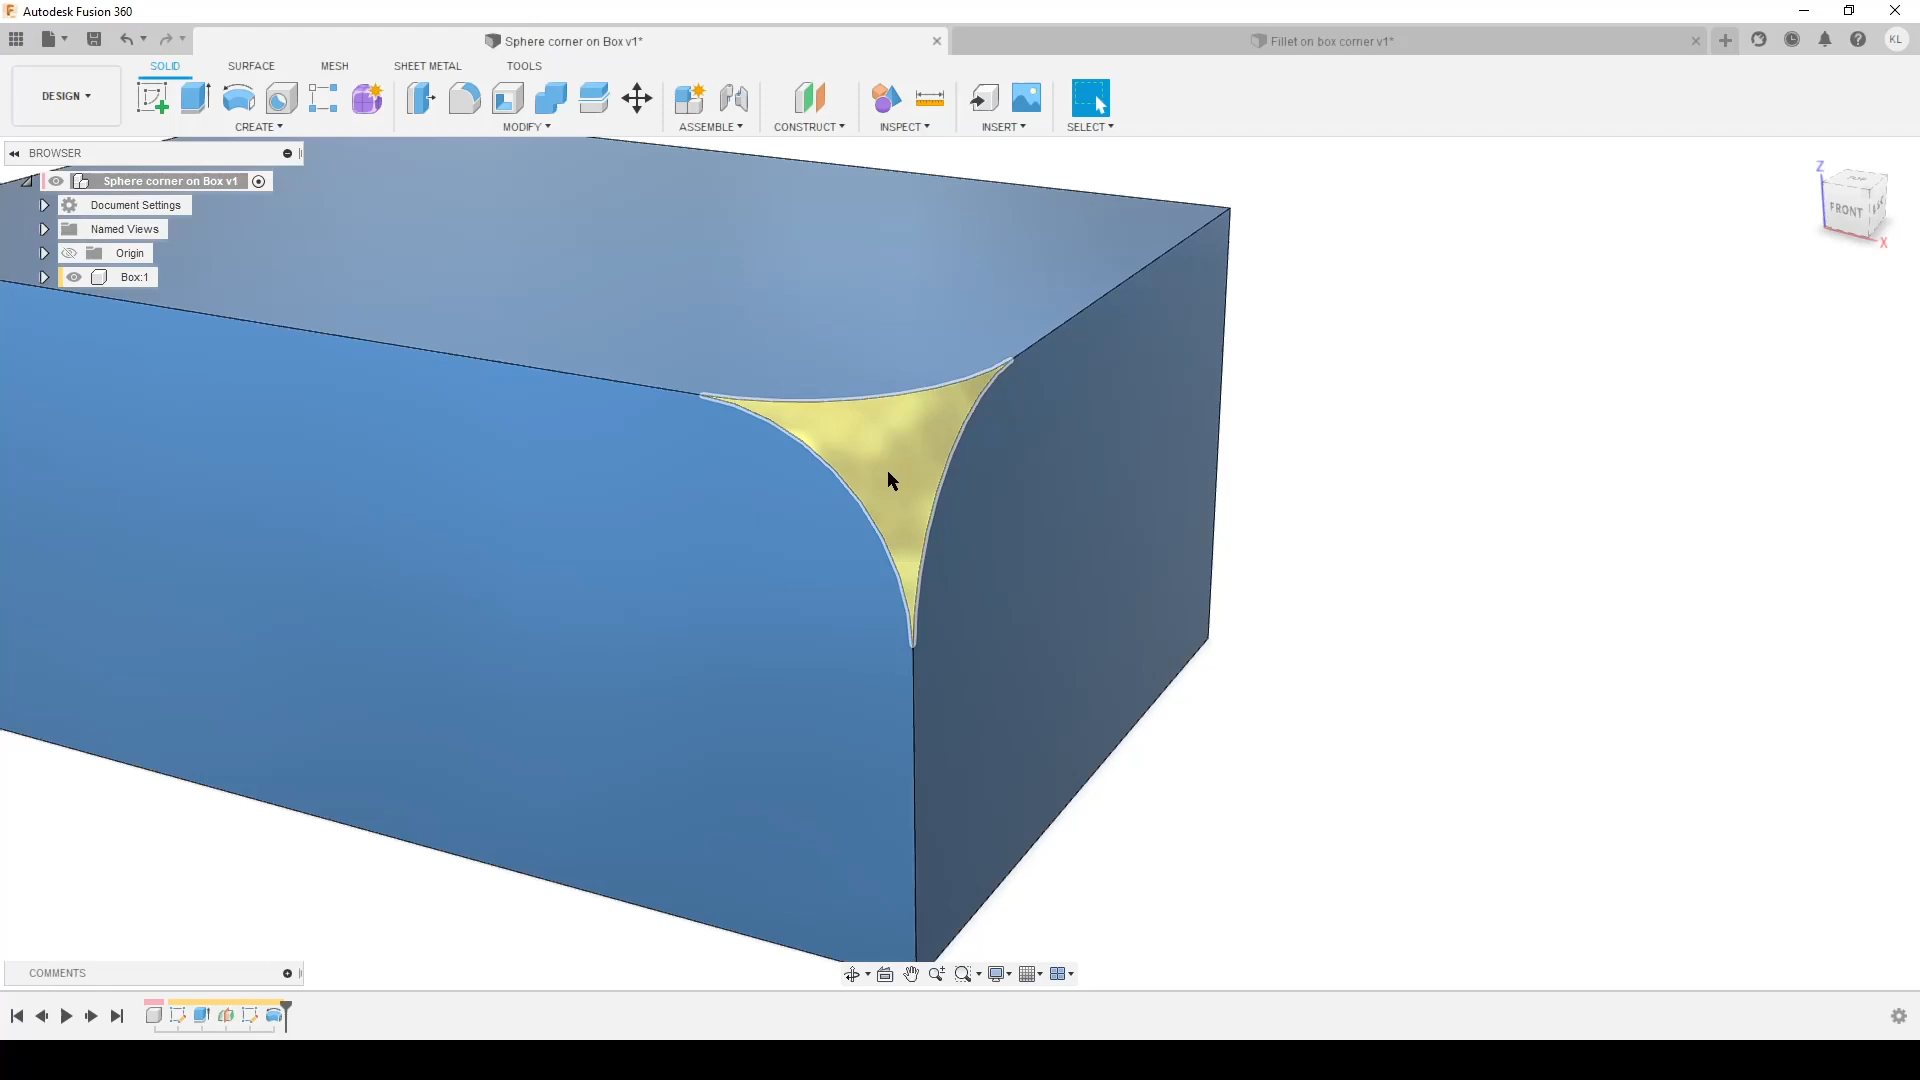 Autodesk Fusion 360
Sphere corner on Box v1*
Fillet on box corner v1*
KL
DESIGN
SOLID
SURFACE
MESH
SHEET METAL
TOOLS
CREATE
MODIFY
ASSEMBLE
CONSTRUCT
INSPECT
INSERT
SELECT
BROWSER
Sphere corner on Box v1
Document Settings
Named Views
Origin
Box:1
Z
TOP
FRONT
X
COMMENTS